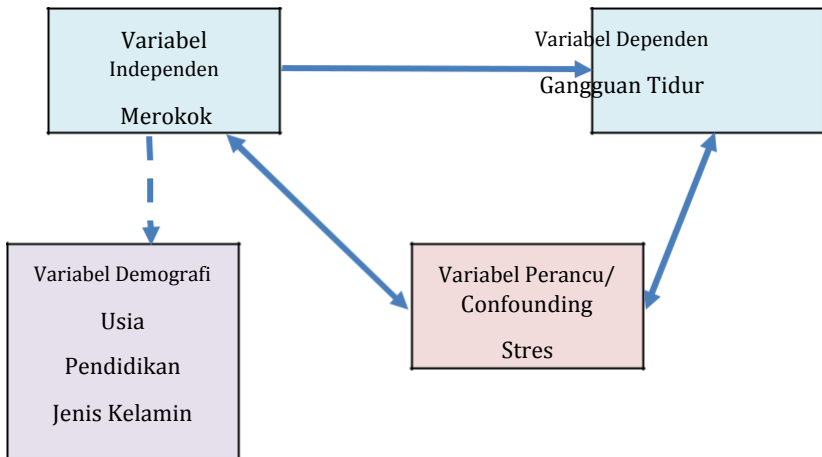 Variabel
Independen
Merokok
Variabel Dependen
Gangguan Tidur
Variabel Demografi
Usia
Pendidikan
Jenis Kelamin
Variabel Perancu/
Confounding
Stres